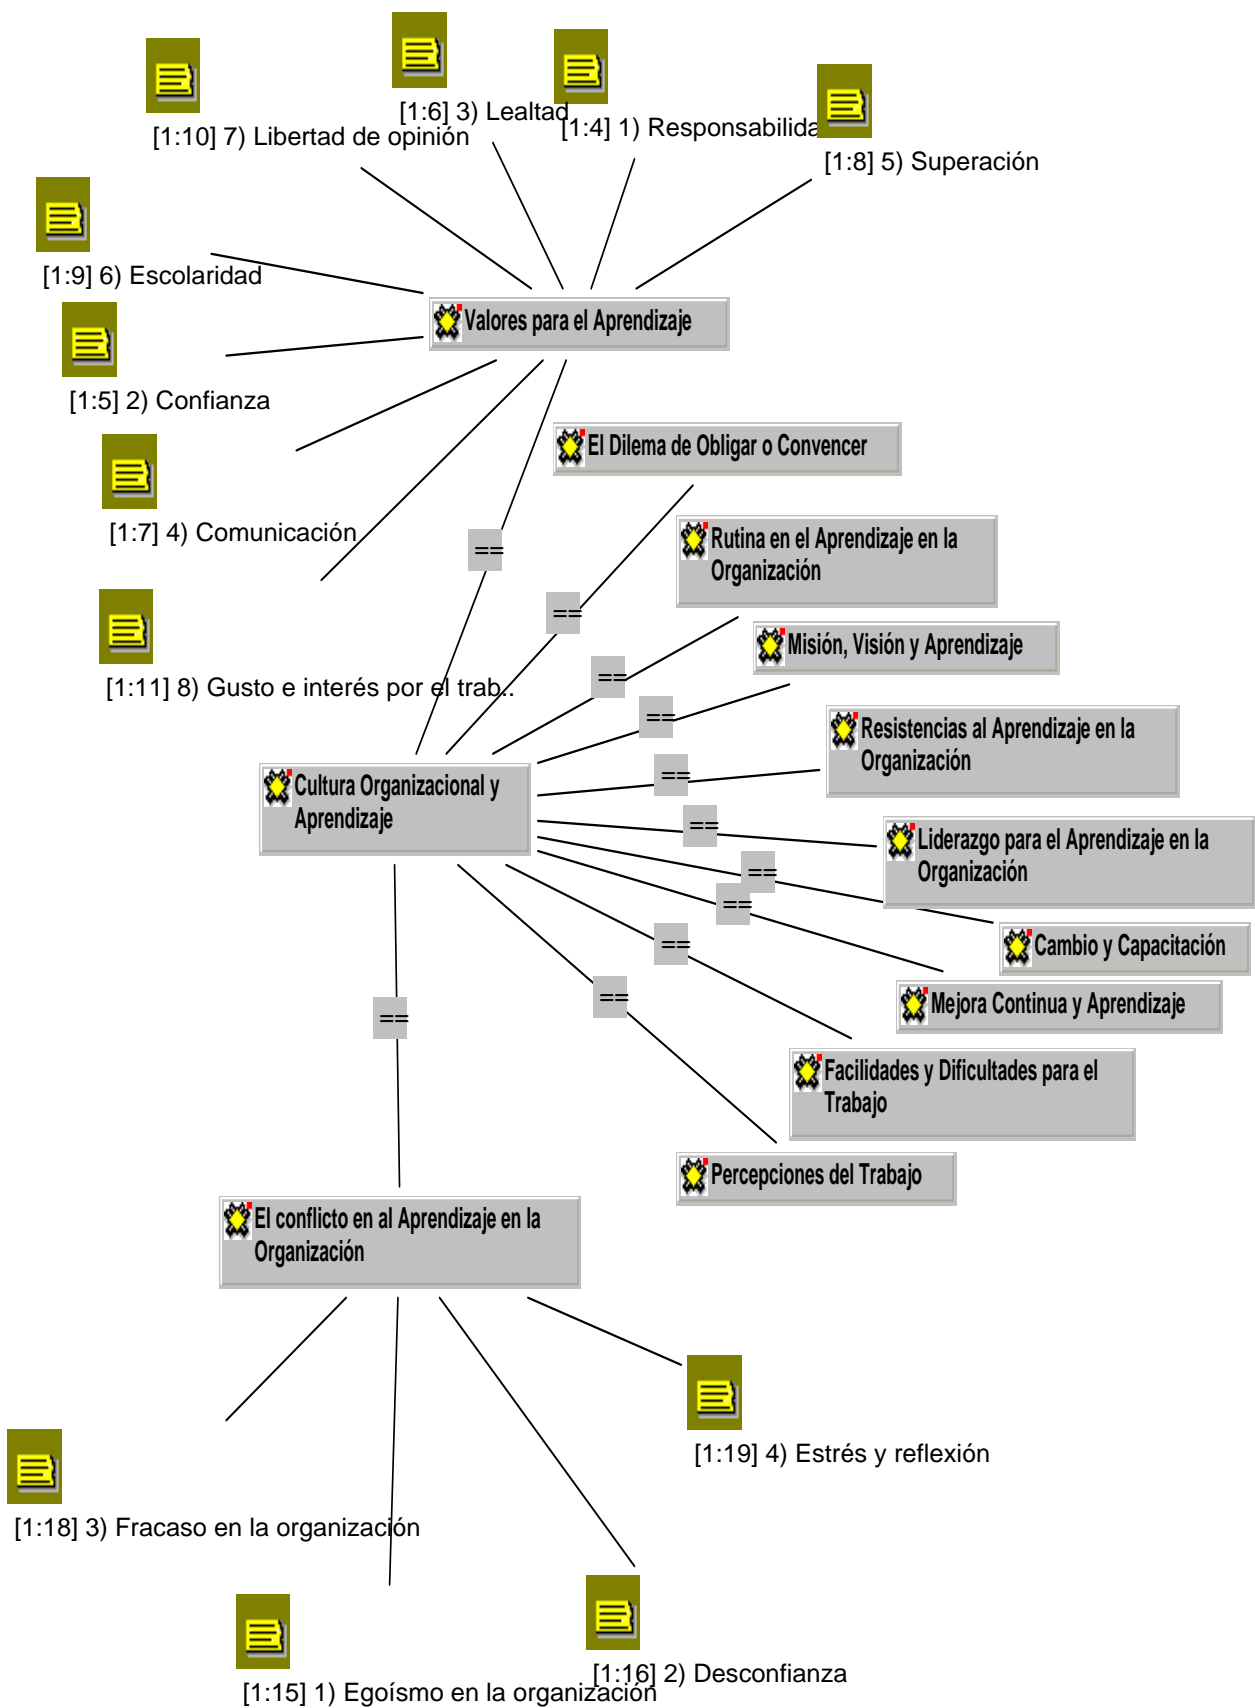 [1:6] 3) Lealtad
[1:10] 7) Libertad de opinión
[1:4] 1) Responsabilida
[1:8] 5) Superación
[1:9] 6) Escolaridad
Valores para el Aprendizaje
[1:5] 2) Confianza
El Dilema de Obligar o Convencer
[1:7] 4) Comunicación
==
Rutina en el Aprendizaje en la
Organización
==
Misión, Visión y Aprendizaje
==
[1:11] 8) Gusto e interés por el trab..
==
Resistencias al Aprendizaje en la
Organización
==
Cultura Organizacional y
Aprendizaje
==
Liderazgo para el Aprendizaje en la
Organización
==
==
Cambio y Capacitación
==
Mejora Continua y Aprendizaje
==
==
Facilidades y Dificultades para el
Trabajo
Percepciones del Trabajo
El conflicto en al Aprendizaje en la
Organización
[1:19] 4) Estrés y reflexión
[1:18] 3) Fracaso en la organización
[1:16] 2) Desconfianza
[1:15] 1) Egoísmo en la organización